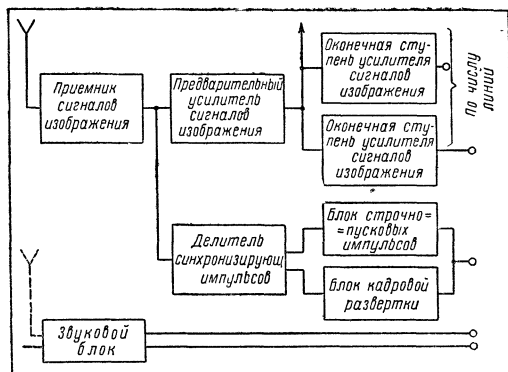 Приемник
сигналов
изображения
Предварительный
усилитель
сигналов
изображения
Оконечная сту-
пень усилителя
сигналов
изображения
Оконечная сту-
пень усилителя
сигналов
изображения
По числу
линий
Делитель
синхронизирующ
импульсов
Блок строчно=
=пусковых
импульсов
Блок кадровой
развертки
Звуковой
блок